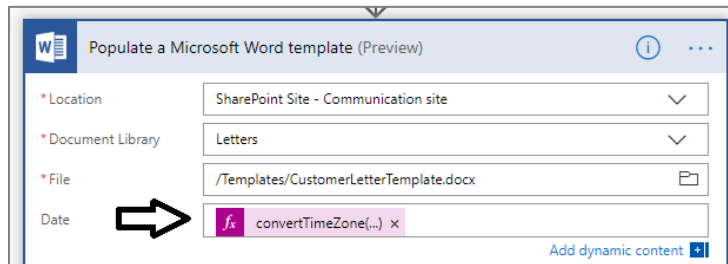 Populate a Microsoft Word template (Preview)
* Location SharePoint Site - Communication site
* Document Library Letters
* File /Templates/CustomerLetterTemplate.docx
Date fx convertTimeZone(...) ×
Add dynamic content